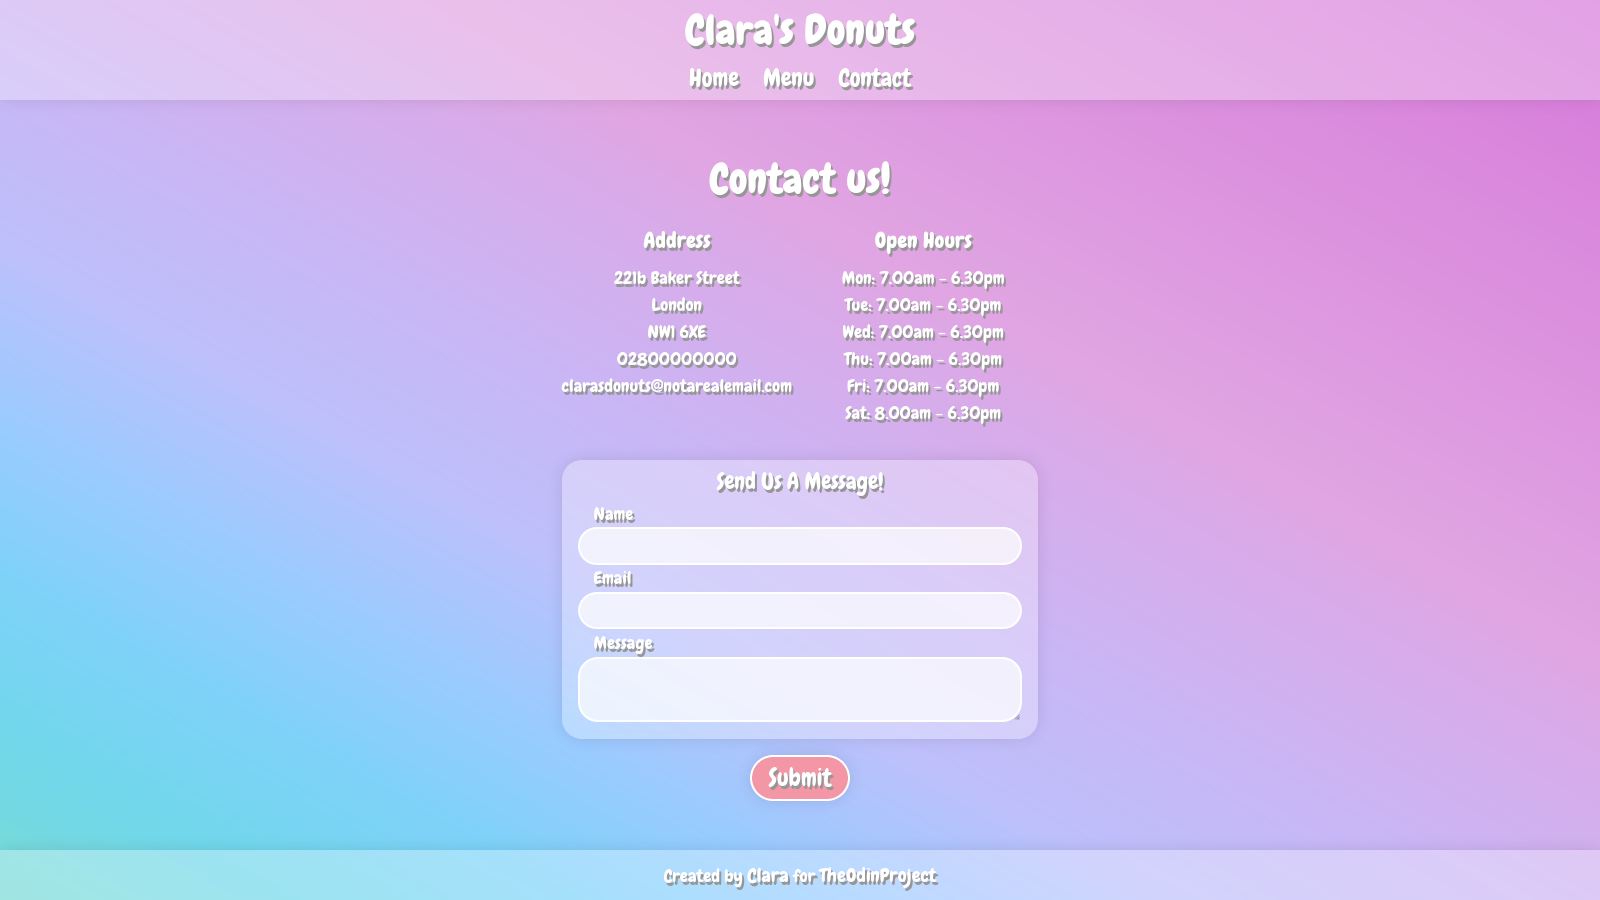 Clara's Donuts
Home Menu Contact
Contact us!
Address
221b Baker Street
London
NW1 6XE
02800000000
clarasdonuts@notarealemail.com
Open Hours
Mon: 7.00am - 6.30pm
Tue: 7.00am - 6.30pm
Wed: 7.00am - 6.30pm
Thu: 7.00am - 6.30pm
Fri: 7.00am - 6.30pm
Sat: 8.00am - 6.30pm
Send Us A Message!
Name
Email
Message
Submit
Created by Clara for TheOdinProject